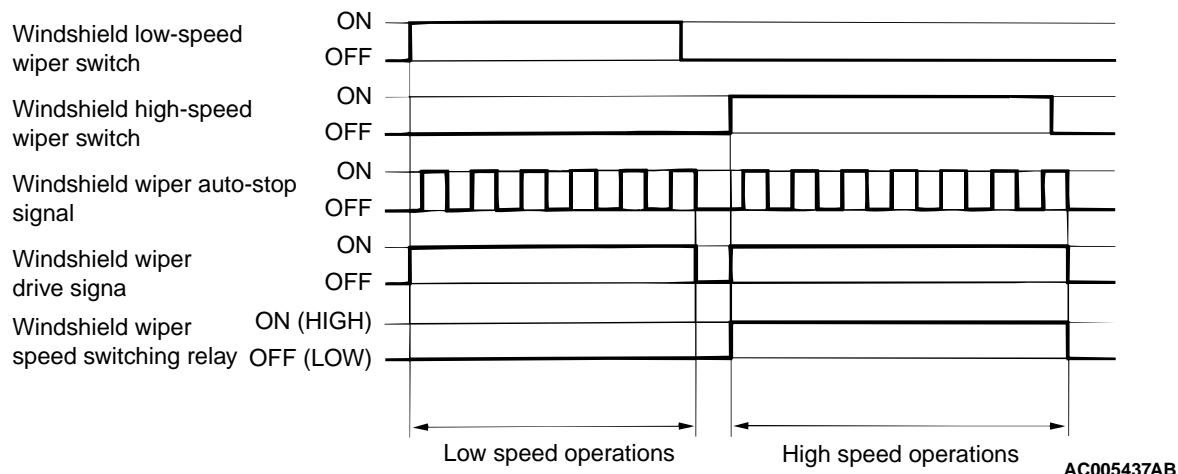 Windshield low-speed
wiper switch
ON
OFF
Windshield high-speed
wiper switch
ON
OFF
Windshield wiper auto-stop
signal
ON
OFF
Windshield wiper
drive signa
ON
OFF
Windshield wiper
speed switching relay
ON (HIGH)
OFF (LOW)
Low speed operations
High speed operations
AC005437AB